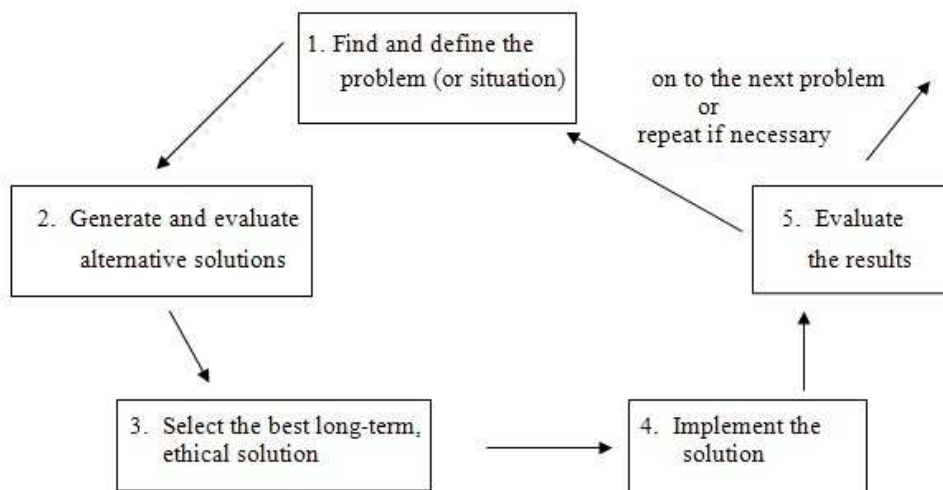 1. Find and define the
problem (or situation)
on to the next problem
or
repeat if necessary
2. Generate and evaluate
alternative solutions
5. Evaluate
the results
3. Select the best long-term,
ethical solution
4. Implement the
solution